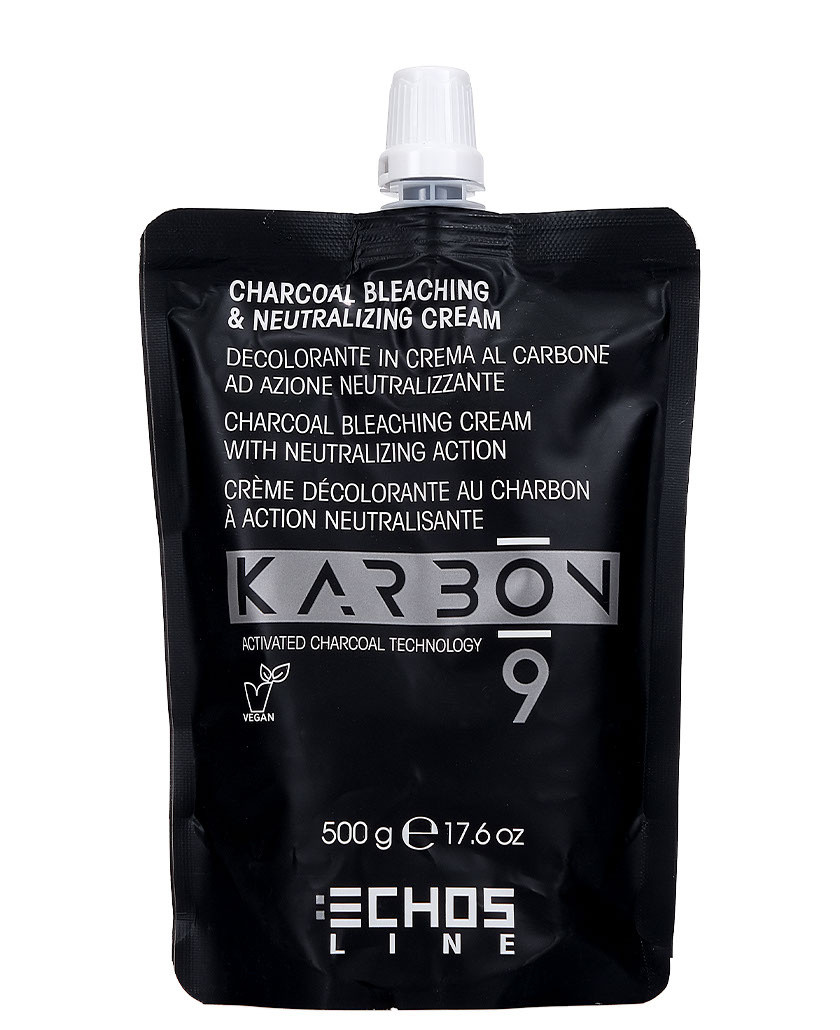 CHARCOAL BLEACHING
& NEUTRALIZING CREAM
DECOLORANTE IN CREMA AL CARBONE
AD AZIONE NEUTRALIZZANTE
CHARCOAL BLEACHING CREAM
WITH NEUTRALIZING ACTION
CRÈME DÉCOLORANTE AU CHARBON
À ACTION NEUTRALISANTE
KARBON
9
ACTIVATED CHARCOAL TECHNOLOGY
VEGAN
500 g ℮ 17.6 oz
ECHOS
LINE